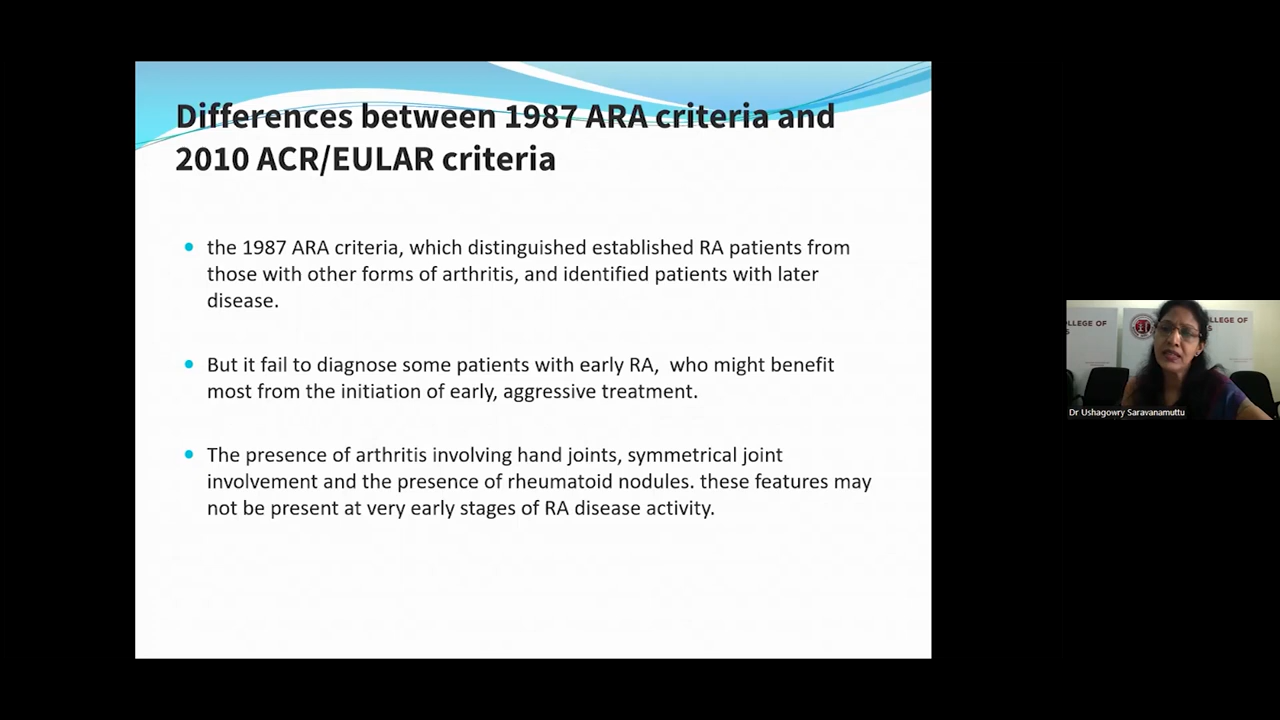 Differences between 1987 ARA criteria and
2010 ACR/EULAR criteria
the 1987 ARA criteria, which distinguished established RA patients from
those with other forms of arthritis, and identified patients with later
disease.
But it fail to diagnose some patients with early RA, who might benefit
most from the initiation of early, aggressive treatment.
The presence of arthritis involving hand joints, symmetrical joint
involvement and the presence of rheumatoid nodules. these features may
not be present at very early stages of RA disease activity.
LLEGE OF
LLEGE OF
Dr Ushagowry Saravanamuttu